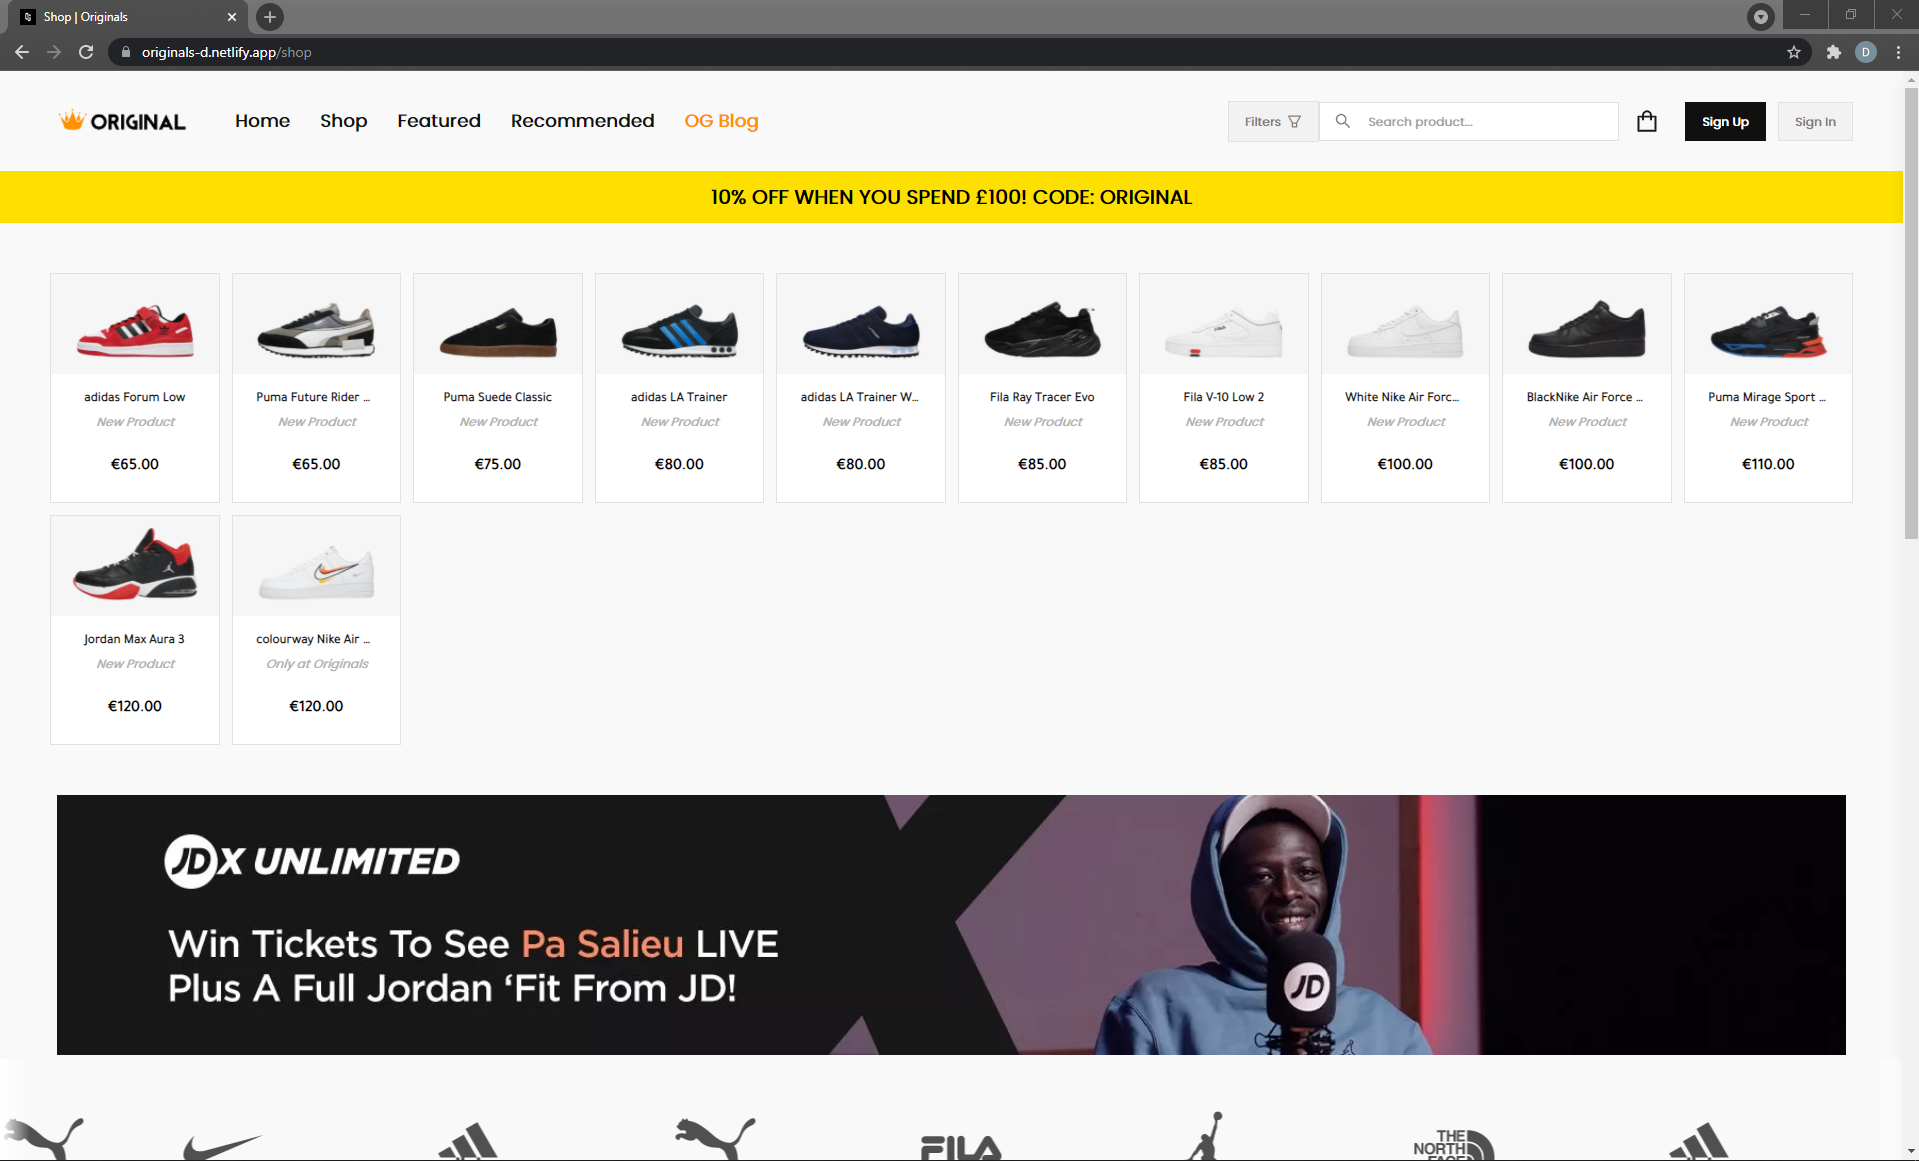 Shop | Originals
originals-d.netlify.app/shop
D
ORIGINAL
Home
Shop
Featured
Recommended
OG Blog
Filters
Search product...
Sign Up
Sign In
10% OFF WHEN YOU SPEND £100! CODE: ORIGINAL
adidas Forum Low
New Product
€65.00
Puma Future Rider ...
New Product
€65.00
Puma Suede Classic
New Product
€75.00
adidas LA Trainer
New Product
€80.00
adidas LA Trainer W...
New Product
€80.00
Fila Ray Tracer Evo
New Product
€85.00
Fila V-10 Low 2
New Product
€85.00
White Nike Air Forc...
New Product
€100.00
BlackNike Air Force ...
New Product
€100.00
Puma Mirage Sport ...
New Product
€110.00
Jordan Max Aura 3
New Product
€120.00
colourway Nike Air ...
Only at Originals
€120.00
JDX UNLIMITED
Win Tickets To See Pa Salieu LIVE
Plus A Full Jordan ‘Fit From JD!
JD
FILA
THE
NORTH
FACE